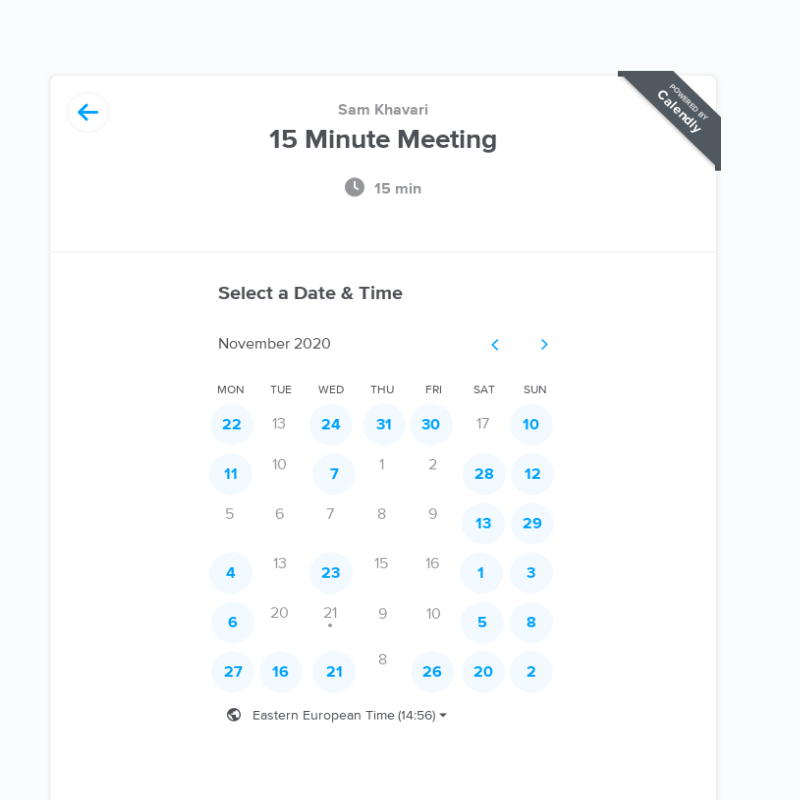 POWERED BY
Calendly
Sam Khavari
15 Minute Meeting
15 min
Select a Date & Time
November 2020
MON TUE WED THU FRI SAT SUN
22 13 24 31 30 17 10
11 10 7 1 2 28 12
5 6 7 8 9 13 29
4 13 23 15 16 1 3
6 20 21 9 10 5 8
27 16 21 8 26 20 2
Eastern European Time (14:56)